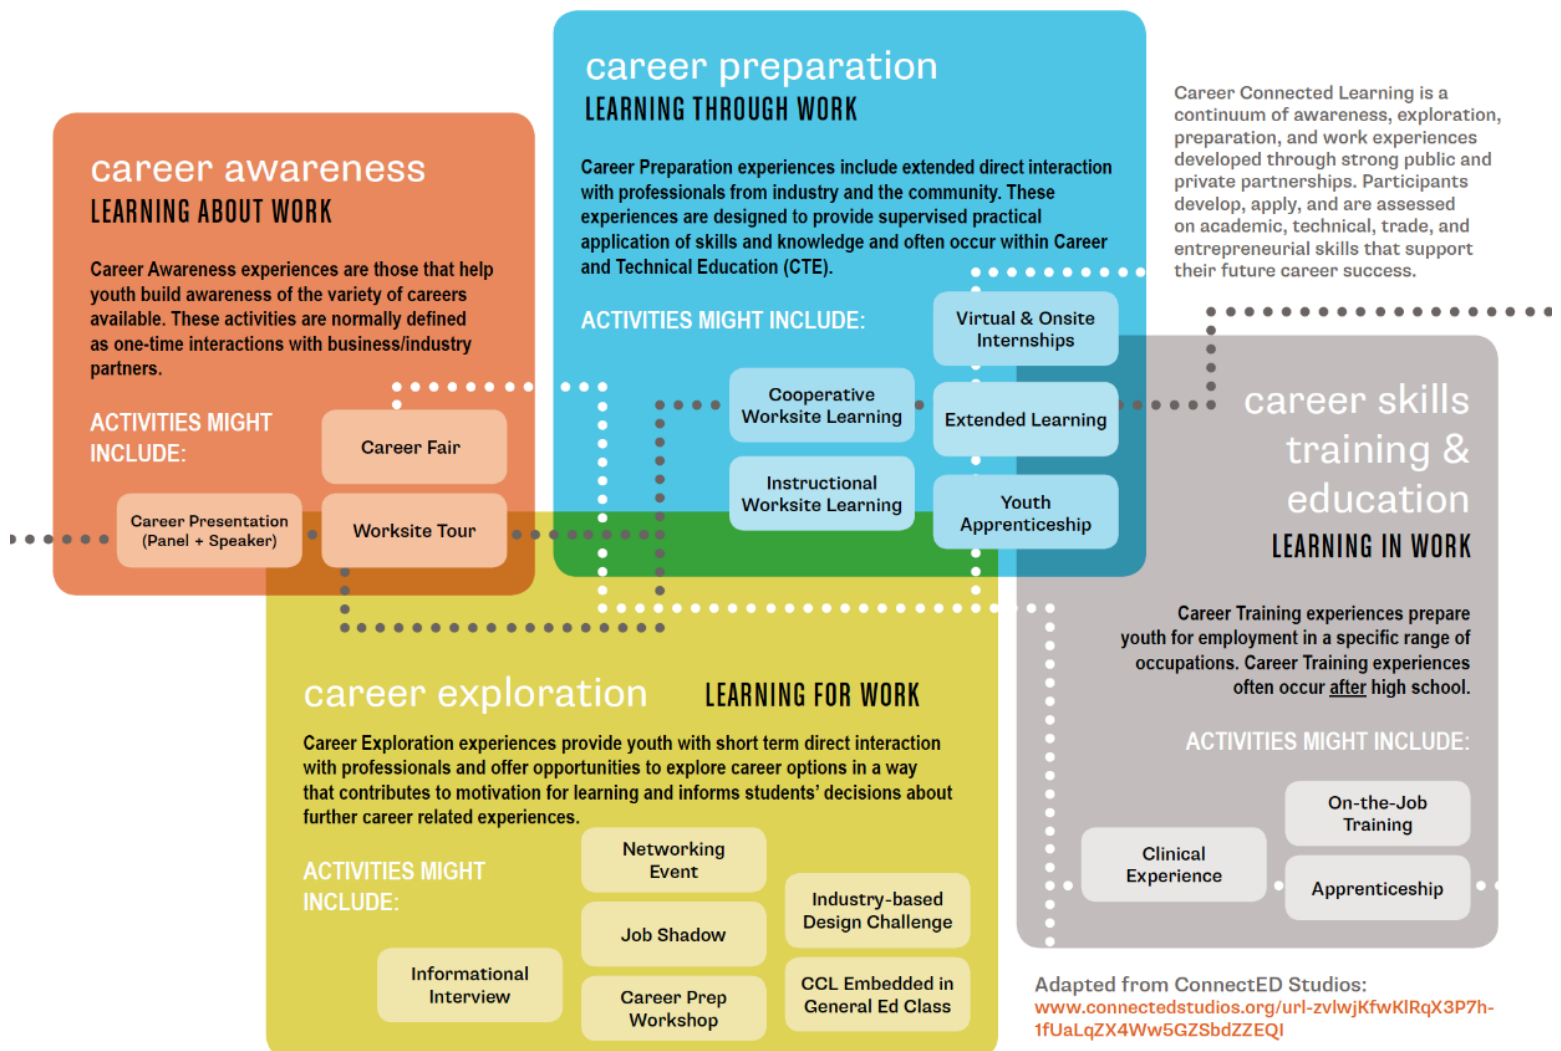 career awareness
LEARNING ABOUT WORK
Career Awareness experiences are those that help
youth build awareness of the variety of careers
available. These activities are normally defined
as one-time interactions with business/industry
partners.
ACTIVITIES MIGHT
INCLUDE:
Career Fair
Career Presentation
(Panel + Speaker)
Worksite Tour
career preparation
LEARNING THROUGH WORK
Career Preparation experiences include extended direct interaction
with professionals from industry and the community. These
experiences are designed to provide supervised practical
application of skills and knowledge and often occur within Career
and Technical Education (CTE).
ACTIVITIES MIGHT INCLUDE:
Virtual & Onsite
Internships
Cooperative
Worksite Learning
Extended Learning
Instructional
Worksite Learning
Youth
Apprenticeship
Career Connected Learning is a
continuum of awareness, exploration,
preparation, and work experiences
developed through strong public and
private partnerships. Participants
develop, apply, and are assessed
on academic, technical, trade, and
entrepreneurial skills that support
their future career success.
career exploration
LEARNING FOR WORK
Career Exploration experiences provide youth with short term direct interaction
with professionals and offer opportunities to explore career options in a way
that contributes to motivation for learning and informs students' decisions about
further career related experiences.
ACTIVITIES MIGHT
INCLUDE:
Networking
Event
Industry-based
Design Challenge
Job Shadow
Informational
Interview
Career Prep
Workshop
CCL Embedded in
General Ed Class
career skills
training &
education
LEARNING IN WORK
Career Training experiences prepare
youth for employment in a specific range of
occupations. Career Training experiences
often occur after high school.
ACTIVITIES MIGHT INCLUDE:
On-the-Job
Training
Clinical
Experience
Apprenticeship
Adapted from ConnectED Studios:
www.connectedstudios.org/url-zvlwjKfwKlRqX3P7h-
1fUaLqZX4Ww5GZSbdZZEQI